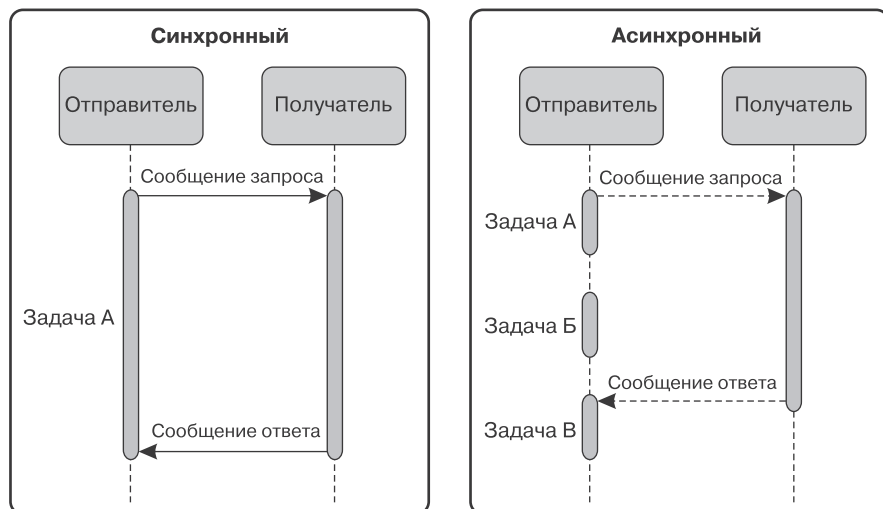 Синхронный
Отправитель
Получатель
Сообщение запроса
Задача А
Сообщение ответа
Асинхронный
Отправитель
Получатель
Сообщение запроса
Задача А
Задача Б
Сообщение ответа
Задача В